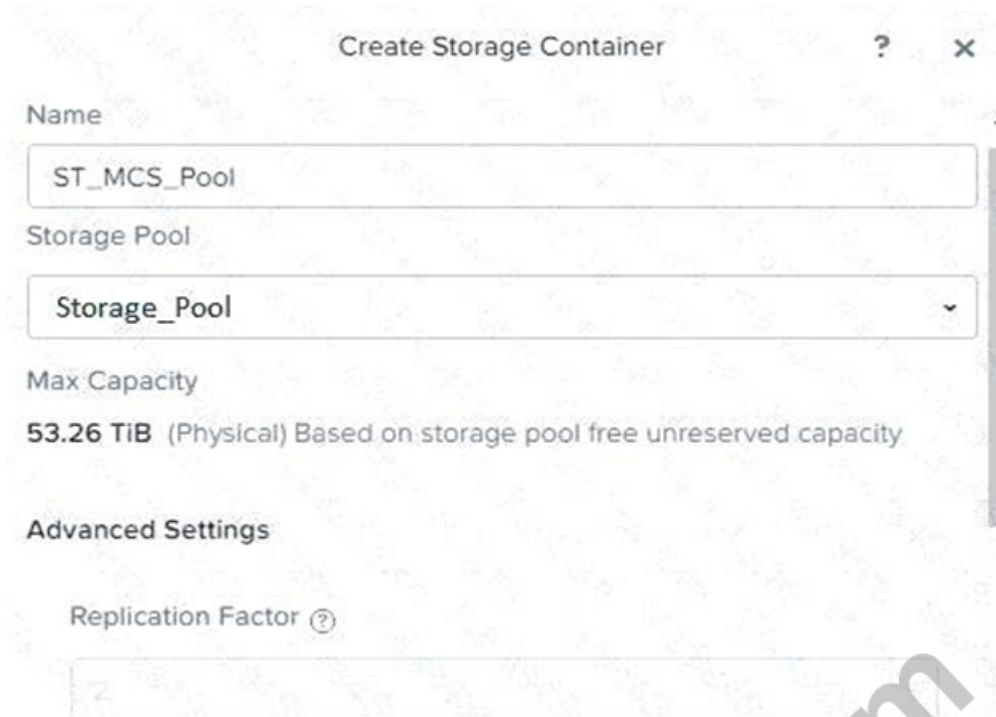 Create Storage Container ? ×
Name
ST_MCS_Pool
Storage Pool
Storage_Pool
Max Capacity
53.26 TiB (Physical) Based on storage pool free unreserved capacity
Advanced Settings
Replication Factor ?
2
m